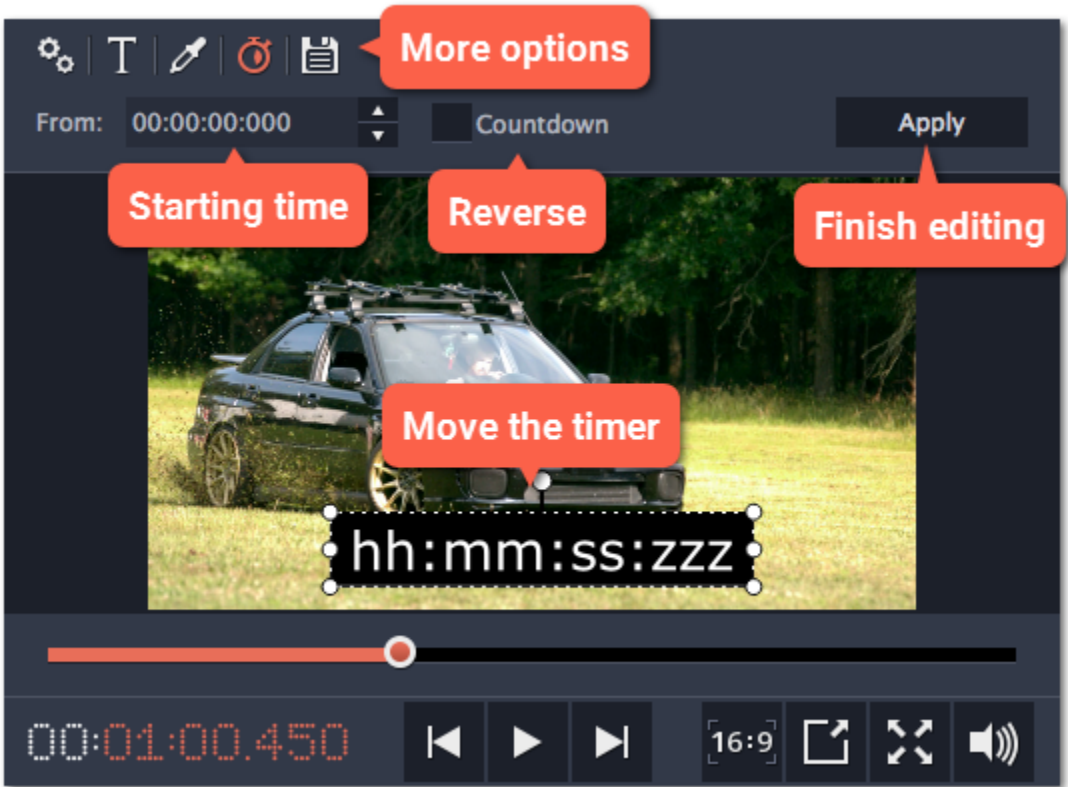 T
More options
From:
00:00:00:000
Countdown
Apply
Starting time
Reverse
Finish editing
Move the timer
hh:mm:ss:zzz
00:01:00.450
16:9